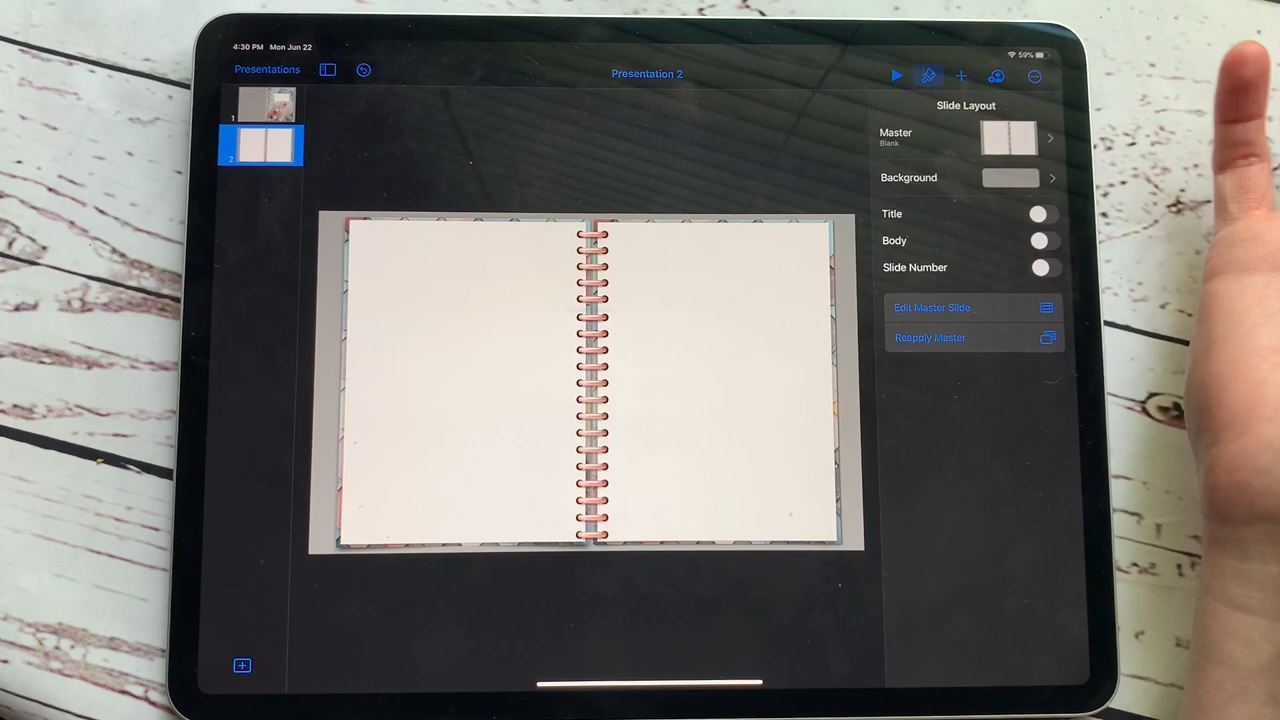 4:30 PM Mon Jun 22
59%
Presentations
Presentation 2
1
2
Slide Layout
Master
Blank
Background
Title
Body
Slide Number
Edit Master Slide
Reapply Master